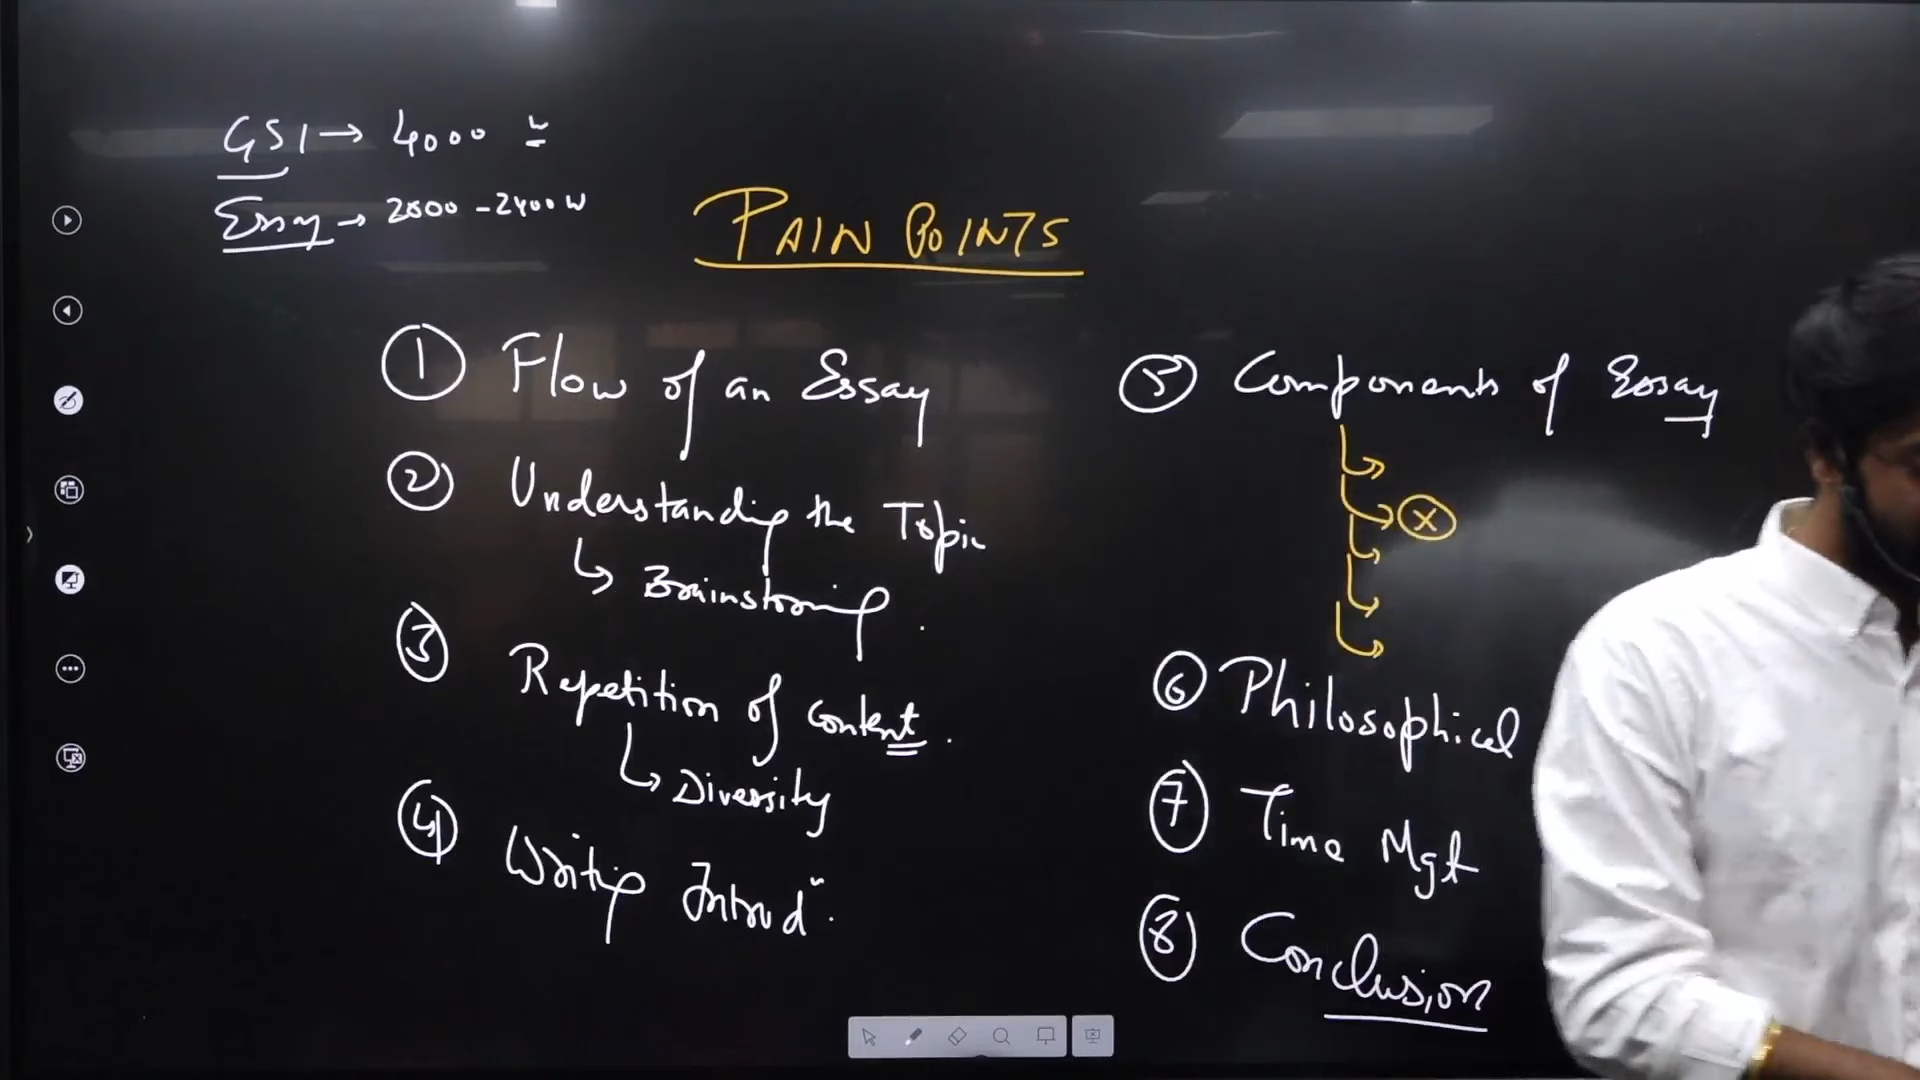 GS1 → 4000 w
Essay → 2000 - 2400 W
PAIN POINTS
① Flow of an Essay
② Understanding the Topic
↳ Brainstorming.
③ Repetition of content.
↳ Diversity
④ Writing Introdⁿ.
⑤ Components of Essay
↳
↳ ⓧ
↳
↳
↳
⑥ Philosophical
⑦ Time Mgt
⑧ Conclusion